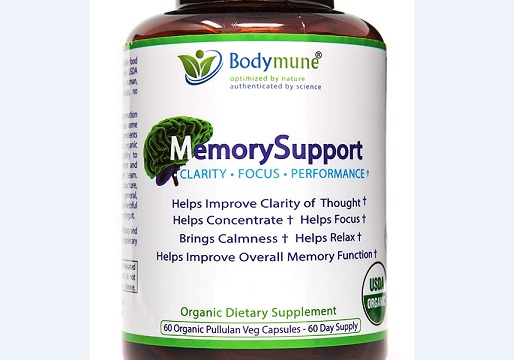 Bodymune®
optimized by nature
authenticated by science
MemorySupport
CLARITY • FOCUS • PERFORMANCE†
Helps Improve Clarity of Thought †
Helps Concentrate † Helps Focus †
Brings Calmness † Helps Relax †
Helps Improve Overall Memory Function †
USDA
ORGANIC
Organic Dietary Supplement
60 Organic Pullulan Veg Capsules - 60 Day Supply